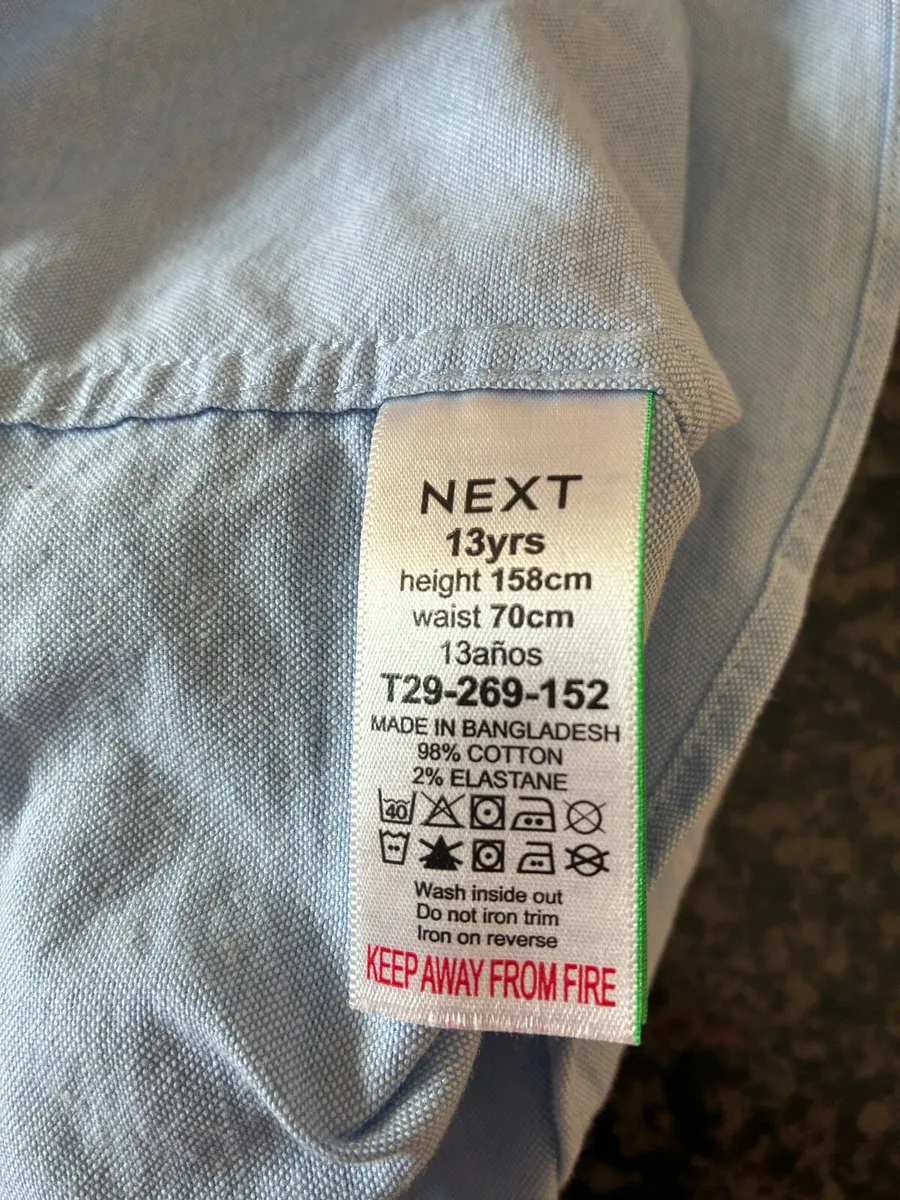 NEXT
13yrs
height 158cm
waist 70cm
13años
T29-269-152
MADE IN BANGLADESH
98% COTTON
2% ELASTANE
40
Wash inside out
Do not iron trim
Iron on reverse
KEEP AWAY FROM FIRE